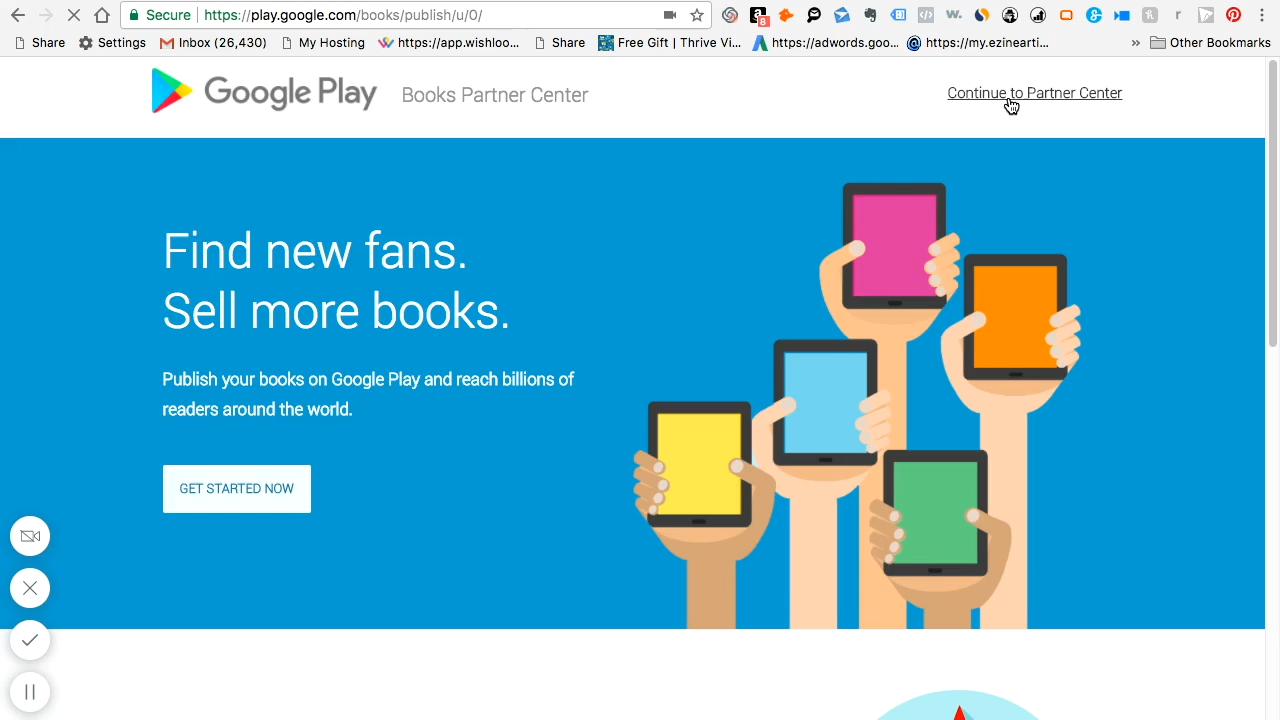 Secure https://play.google.com/books/publish/u/0/
Share Settings Inbox (26,430) My Hosting https://app.wishloo... Share Free Gift | Thrive Vi... https://adwords.goo... https://my.ezinearti... » Other Bookmarks
Google Play Books Partner Center Continue to Partner Center
Find new fans.
Sell more books.
Publish your books on Google Play and reach billions of
readers around the world.
GET STARTED NOW